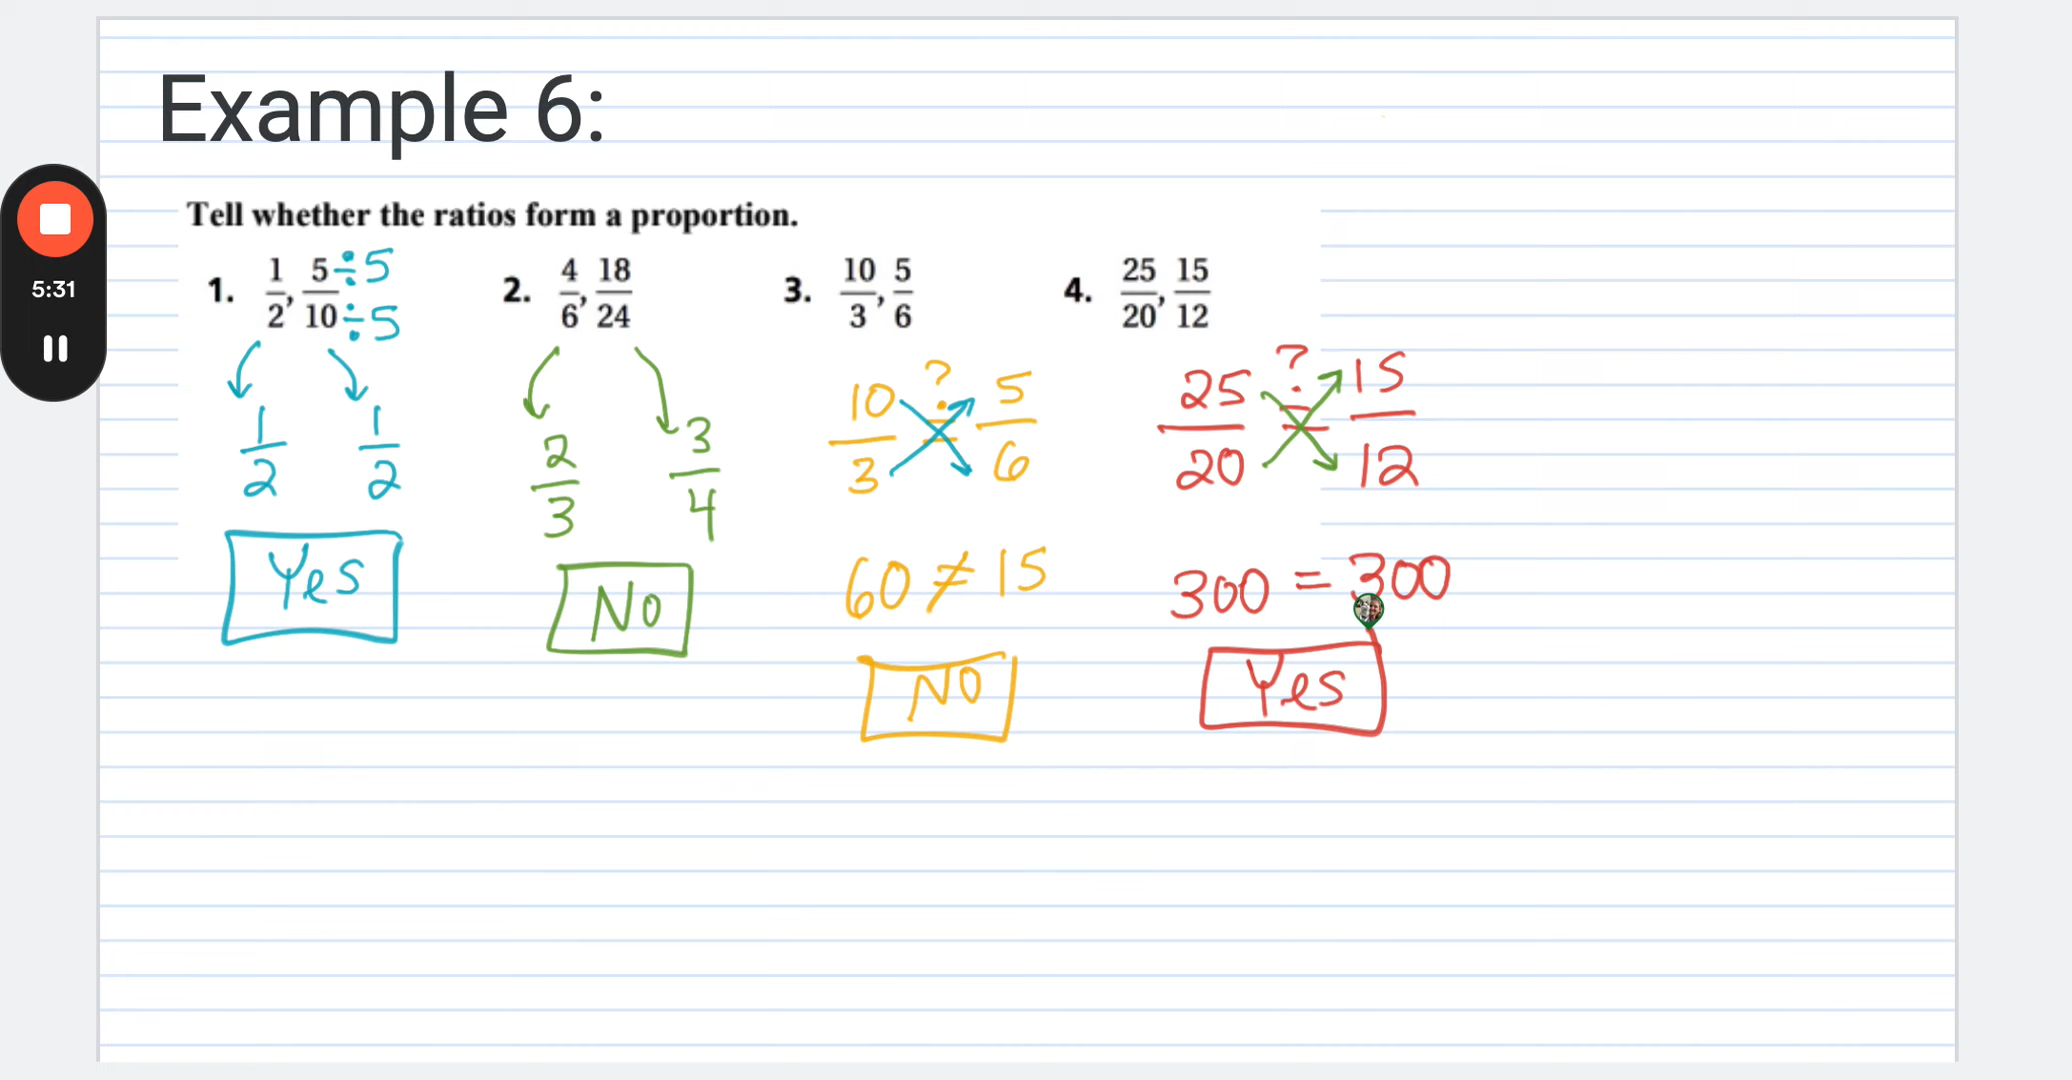 Example 6:
5:31
Tell whether the ratios form a proportion.
1. 1/2, 5/10 ÷5 ÷5
1/2 1/2
Yes
2. 4/6, 18/24
2/3 3/4
No
3. 10/3, 5/6
10/3 ?= 5/6
60 ≠ 15
NO
4. 25/20, 15/12
25/20 ?= 15/12
300 = 300
Yes